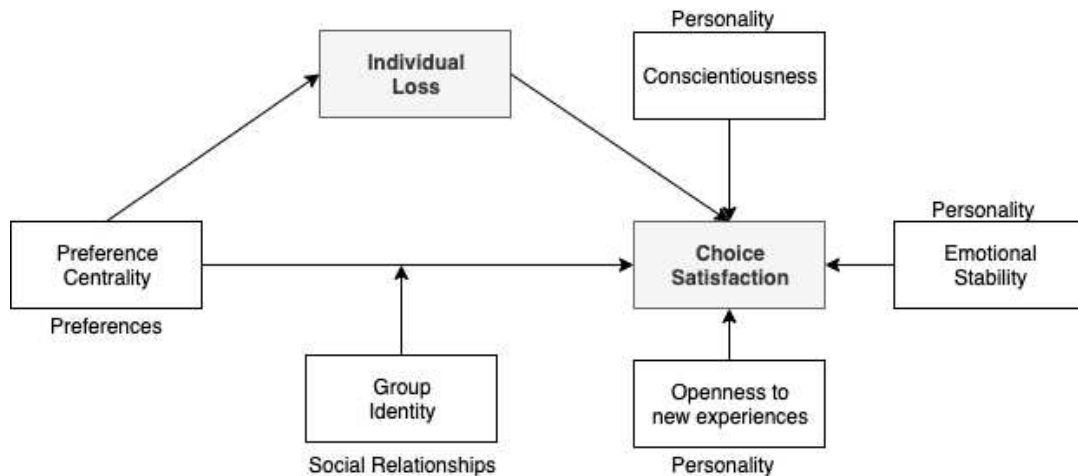 Personality
Individual
Loss
Conscientiousness
Personality
Preference
Centrality
Choice
Satisfaction
Emotional
Stability
Preferences
Group
Identity
Openness to
new experiences
Social Relationships
Personality